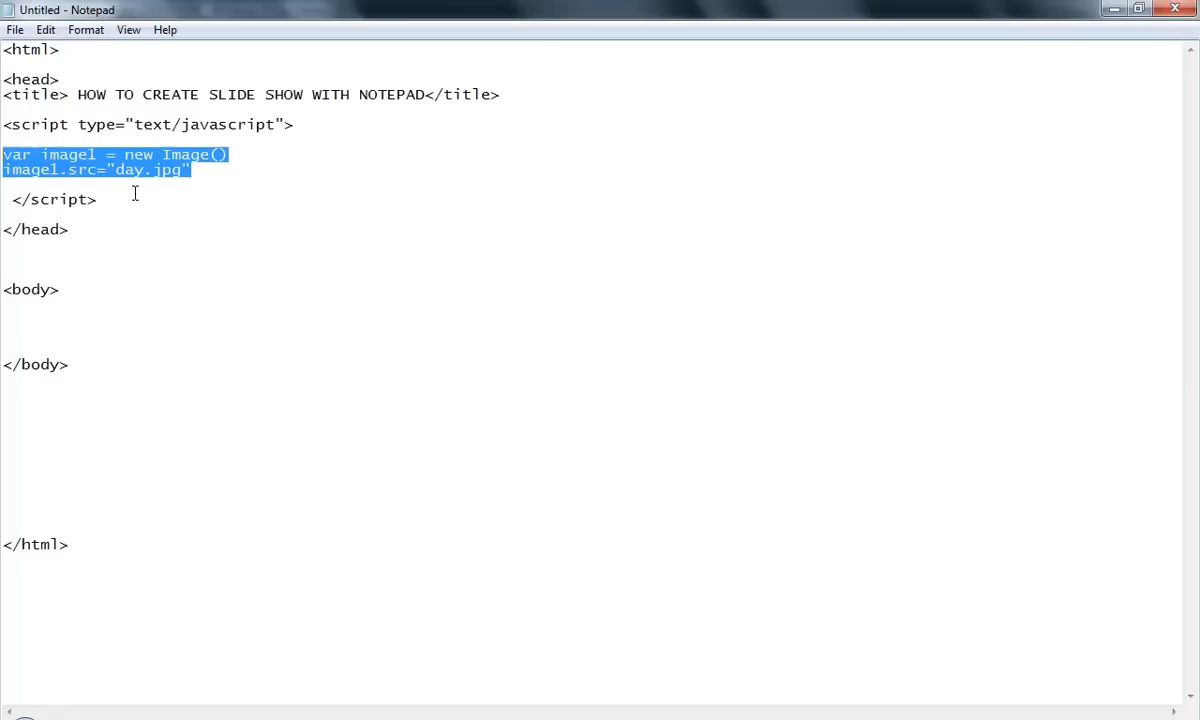 Untitled - Notepad
File Edit Format View Help
<html>
<head>
<title> HOW TO CREATE SLIDE SHOW WITH NOTEPAD</title>
<script type="text/javascript">
var image1 = new Image()
image1.src="day.jpg"
</script>
</head>
<body>
</body>
</html>